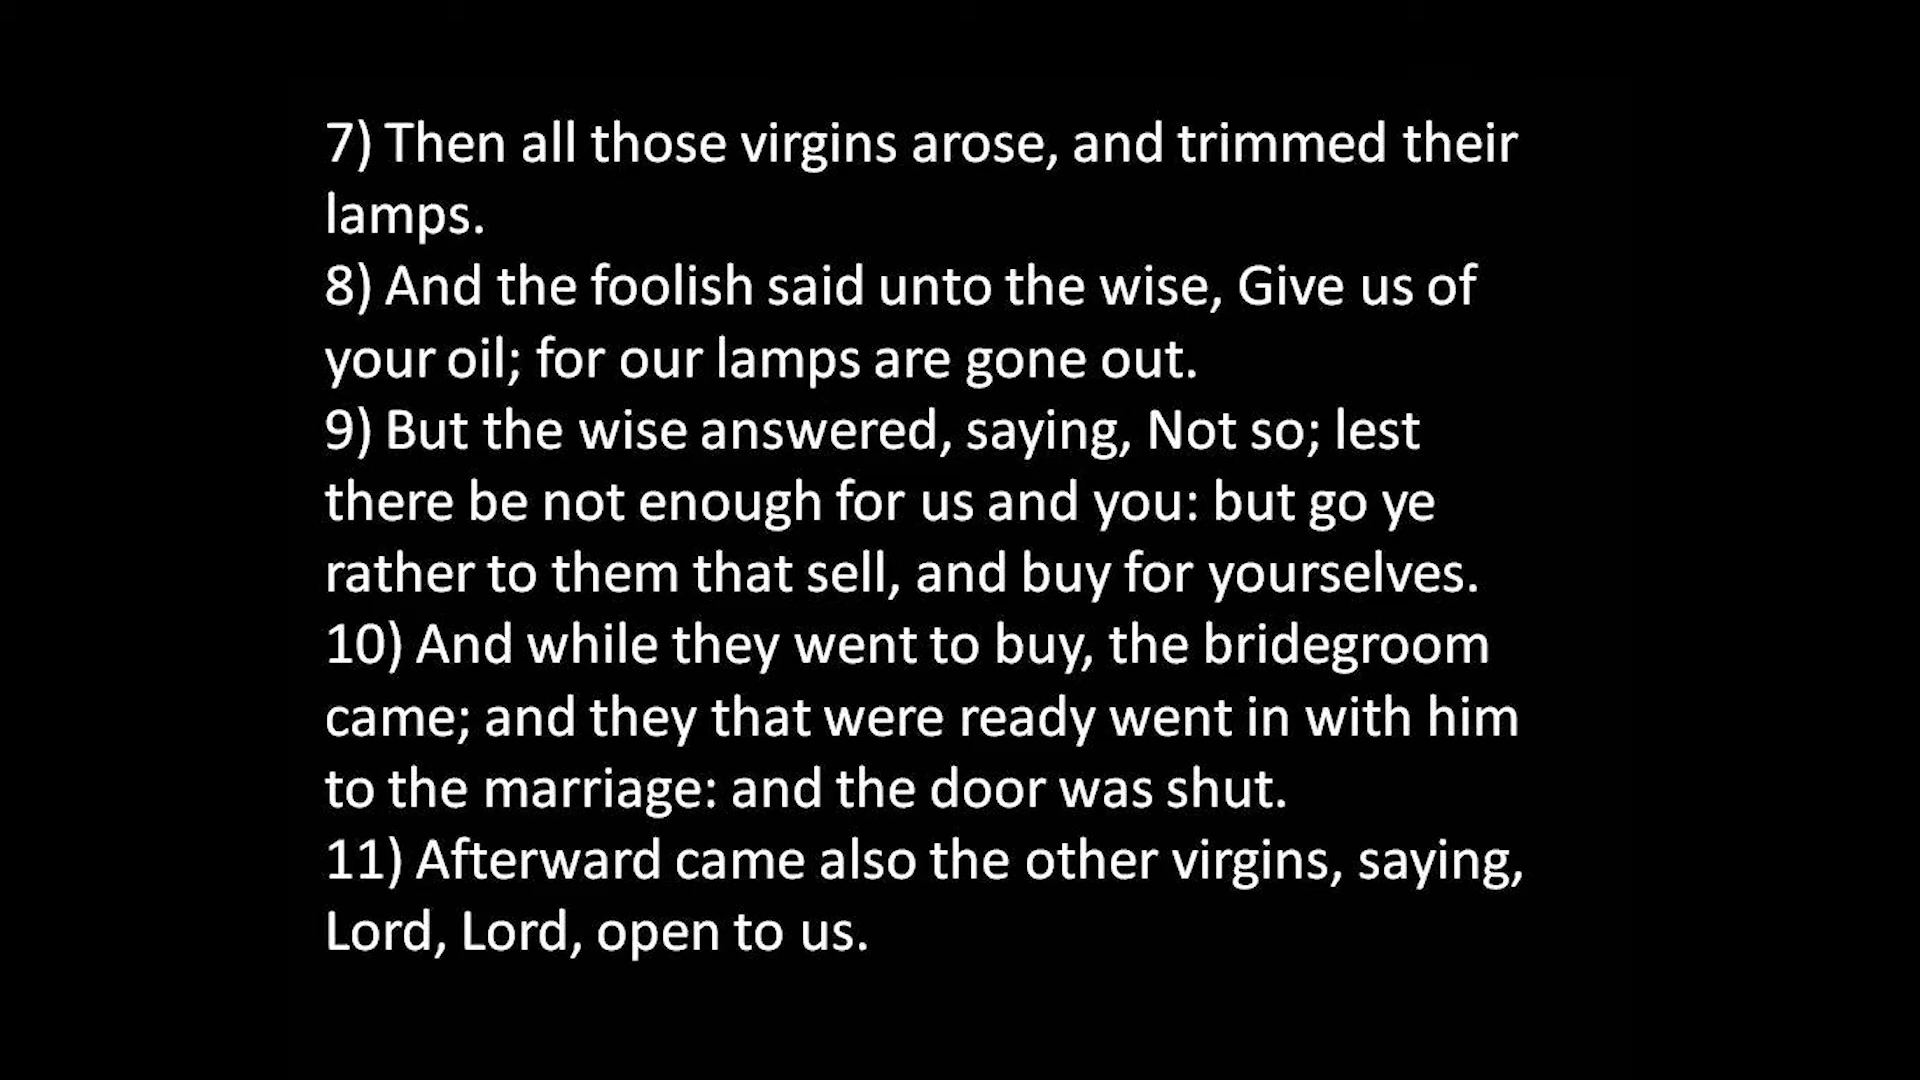 7) Then all those virgins arose, and trimmed their
lamps.
8) And the foolish said unto the wise, Give us of
your oil; for our lamps are gone out.
9) But the wise answered, saying, Not so; lest
there be not enough for us and you: but go ye
rather to them that sell, and buy for yourselves.
10) And while they went to buy, the bridegroom
came; and they that were ready went in with him
to the marriage: and the door was shut.
11) Afterward came also the other virgins, saying,
Lord, Lord, open to us.